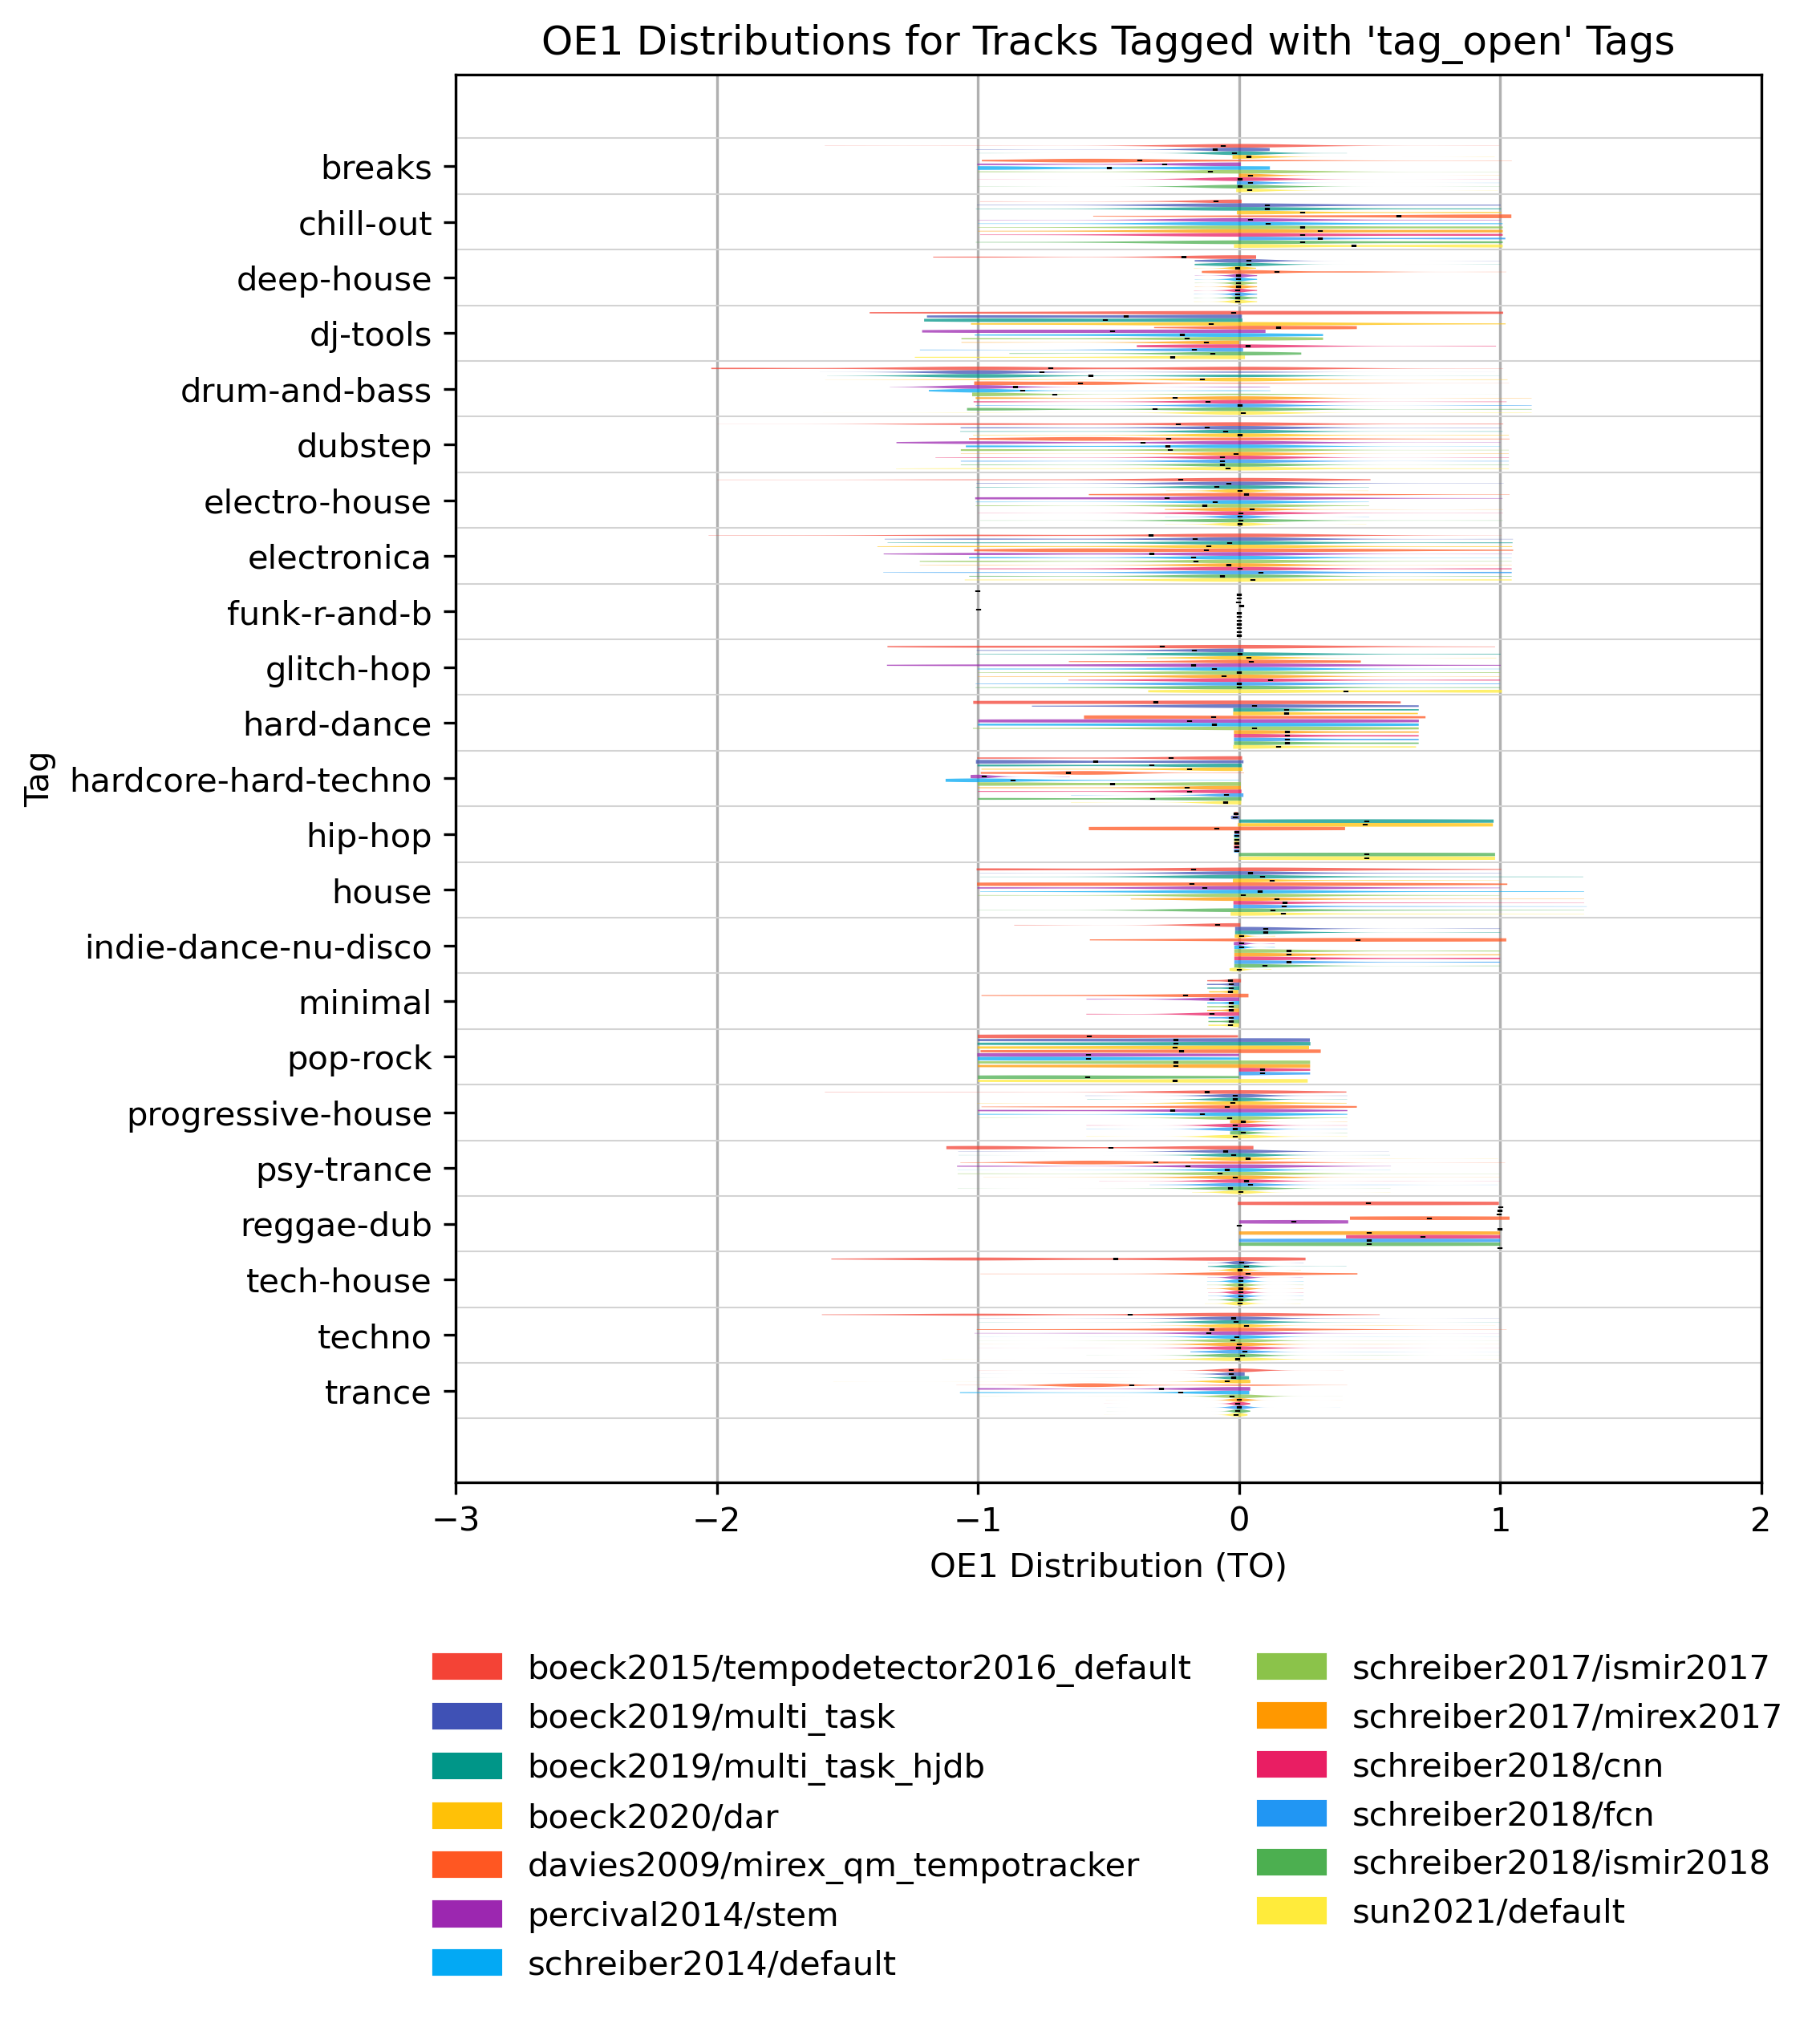 OE1 Distributions for Tracks Tagged with 'tag_open' Tags
breaks
chill-out
deep-house
dj-tools
drum-and-bass
dubstep
electro-house
electronica
funk-r-and-b
glitch-hop
hard-dance
hardcore-hard-techno
hip-hop
house
indie-dance-nu-disco
minimal
pop-rock
progressive-house
psy-trance
reggae-dub
tech-house
techno
trance
Tag
−3 −2 −1 0 1 2
OE1 Distribution (TO)
boeck2015/tempodetector2016_default
boeck2019/multi_task
boeck2019/multi_task_hjdb
boeck2020/dar
davies2009/mirex_qm_tempotracker
percival2014/stem
schreiber2014/default
schreiber2017/ismir2017
schreiber2017/mirex2017
schreiber2018/cnn
schreiber2018/fcn
schreiber2018/ismir2018
sun2021/default